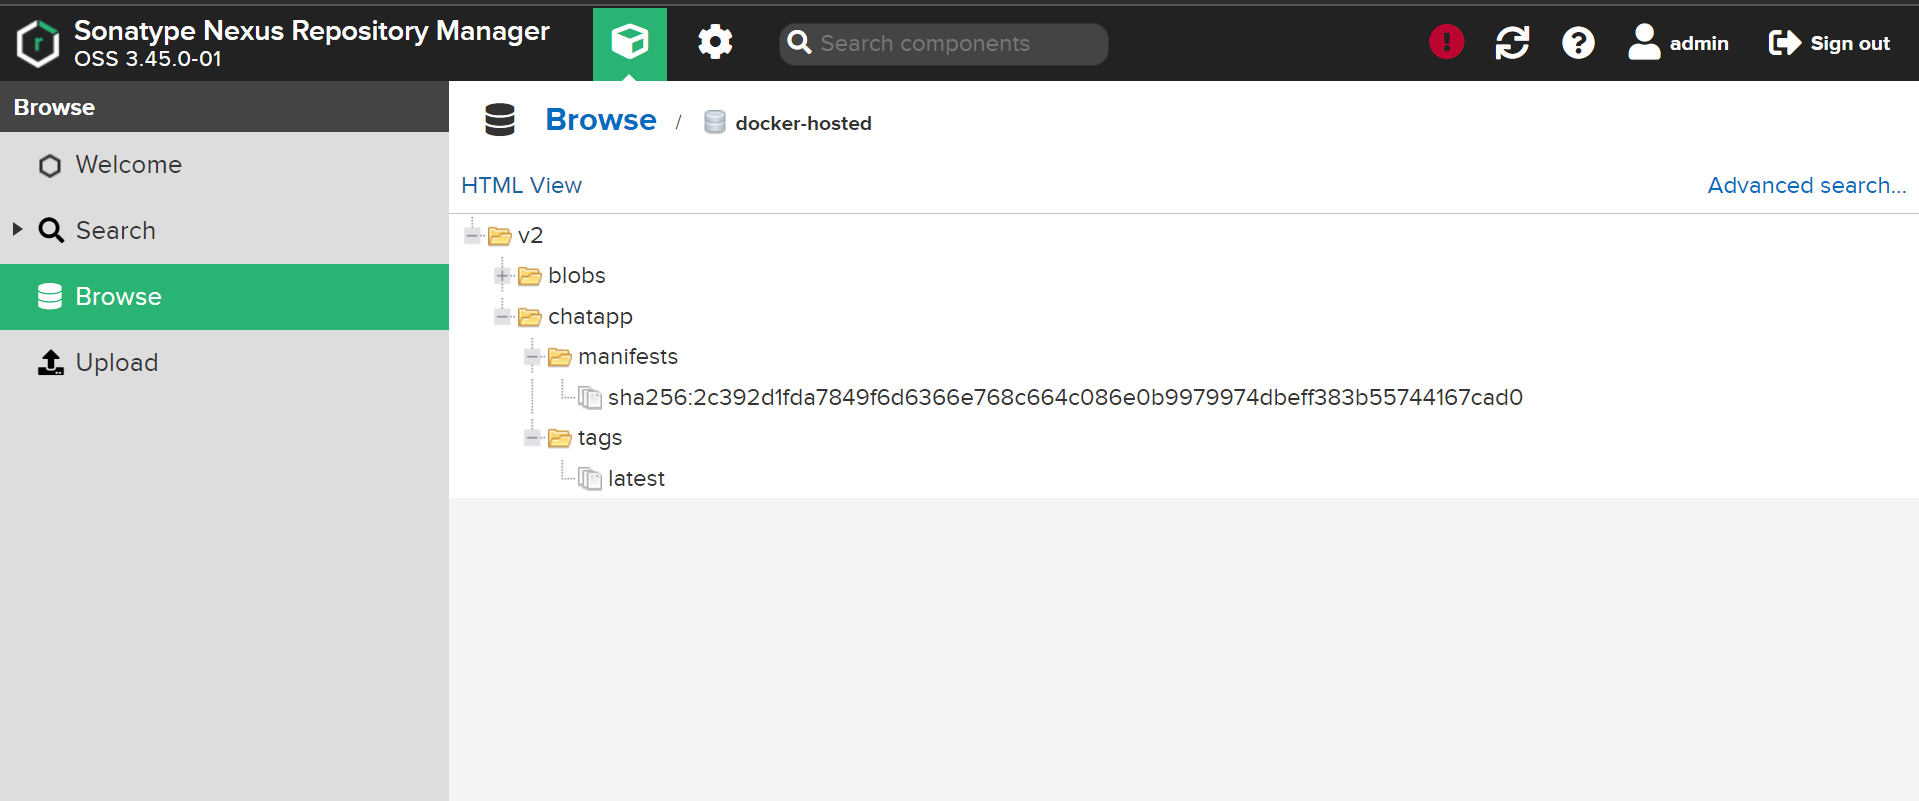 Sonatype Nexus Repository Manager
OSS 3.45.0-01
Search components
admin
Sign out
Browse
Welcome
Search
Browse
Upload
Browse / docker-hosted
HTML View
Advanced search...
v2
blobs
chatapp
manifests
sha256:2c392d1fda7849f6d6366e768c664c086e0b9979974dbeff383b55744167cad0
tags
latest